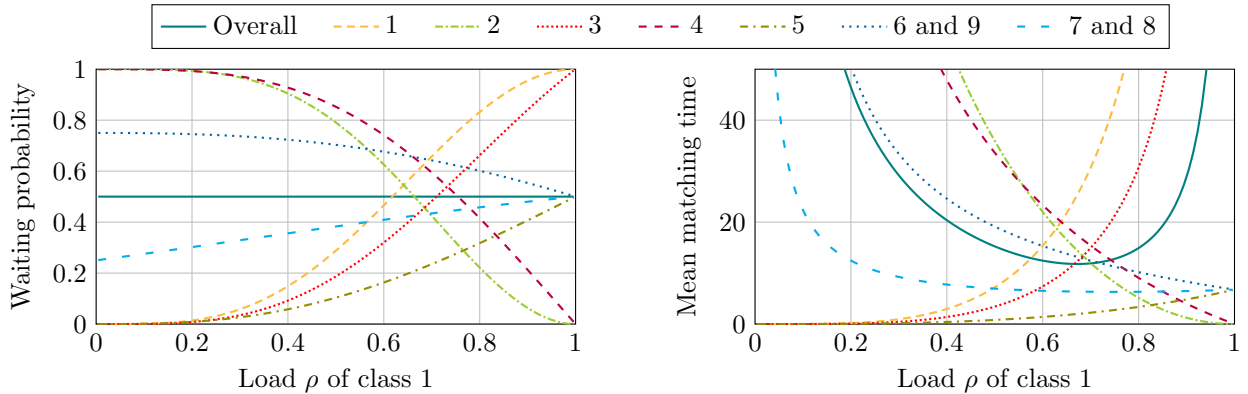 Overall 1 2 3 4 5 6 and 9 7 and 8
Waiting probability
1
0.8
0.6
0.4
0.2
0
0 0.2 0.4 0.6 0.8 1
Load ρ of class 1
Mean matching time
40
20
0
0 0.2 0.4 0.6 0.8 1
Load ρ of class 1